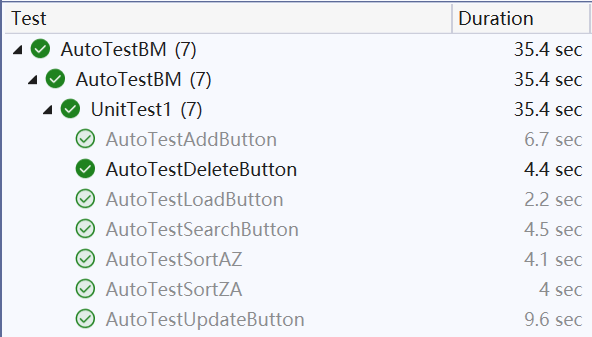 Test Duration
AutoTestBM (7) 35.4 sec
AutoTestBM (7) 35.4 sec
UnitTest1 (7) 35.4 sec
AutoTestAddButton 6.7 sec
AutoTestDeleteButton 4.4 sec
AutoTestLoadButton 2.2 sec
AutoTestSearchButton 4.5 sec
AutoTestSortAZ 4.1 sec
AutoTestSortZA 4 sec
AutoTestUpdateButton 9.6 sec